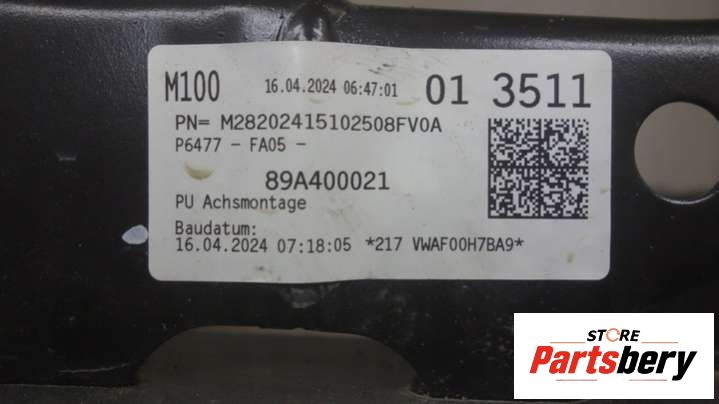 M100 16.04.2024 06:47:01 01 3511
PN= M28202415102508FV0A
P6477 - FA05 -
89A400021
PU Achsmontage
Baudatum:
16.04.2024 07:18:05 *217 VWAF00H7BA9*
STORE
Partsbery